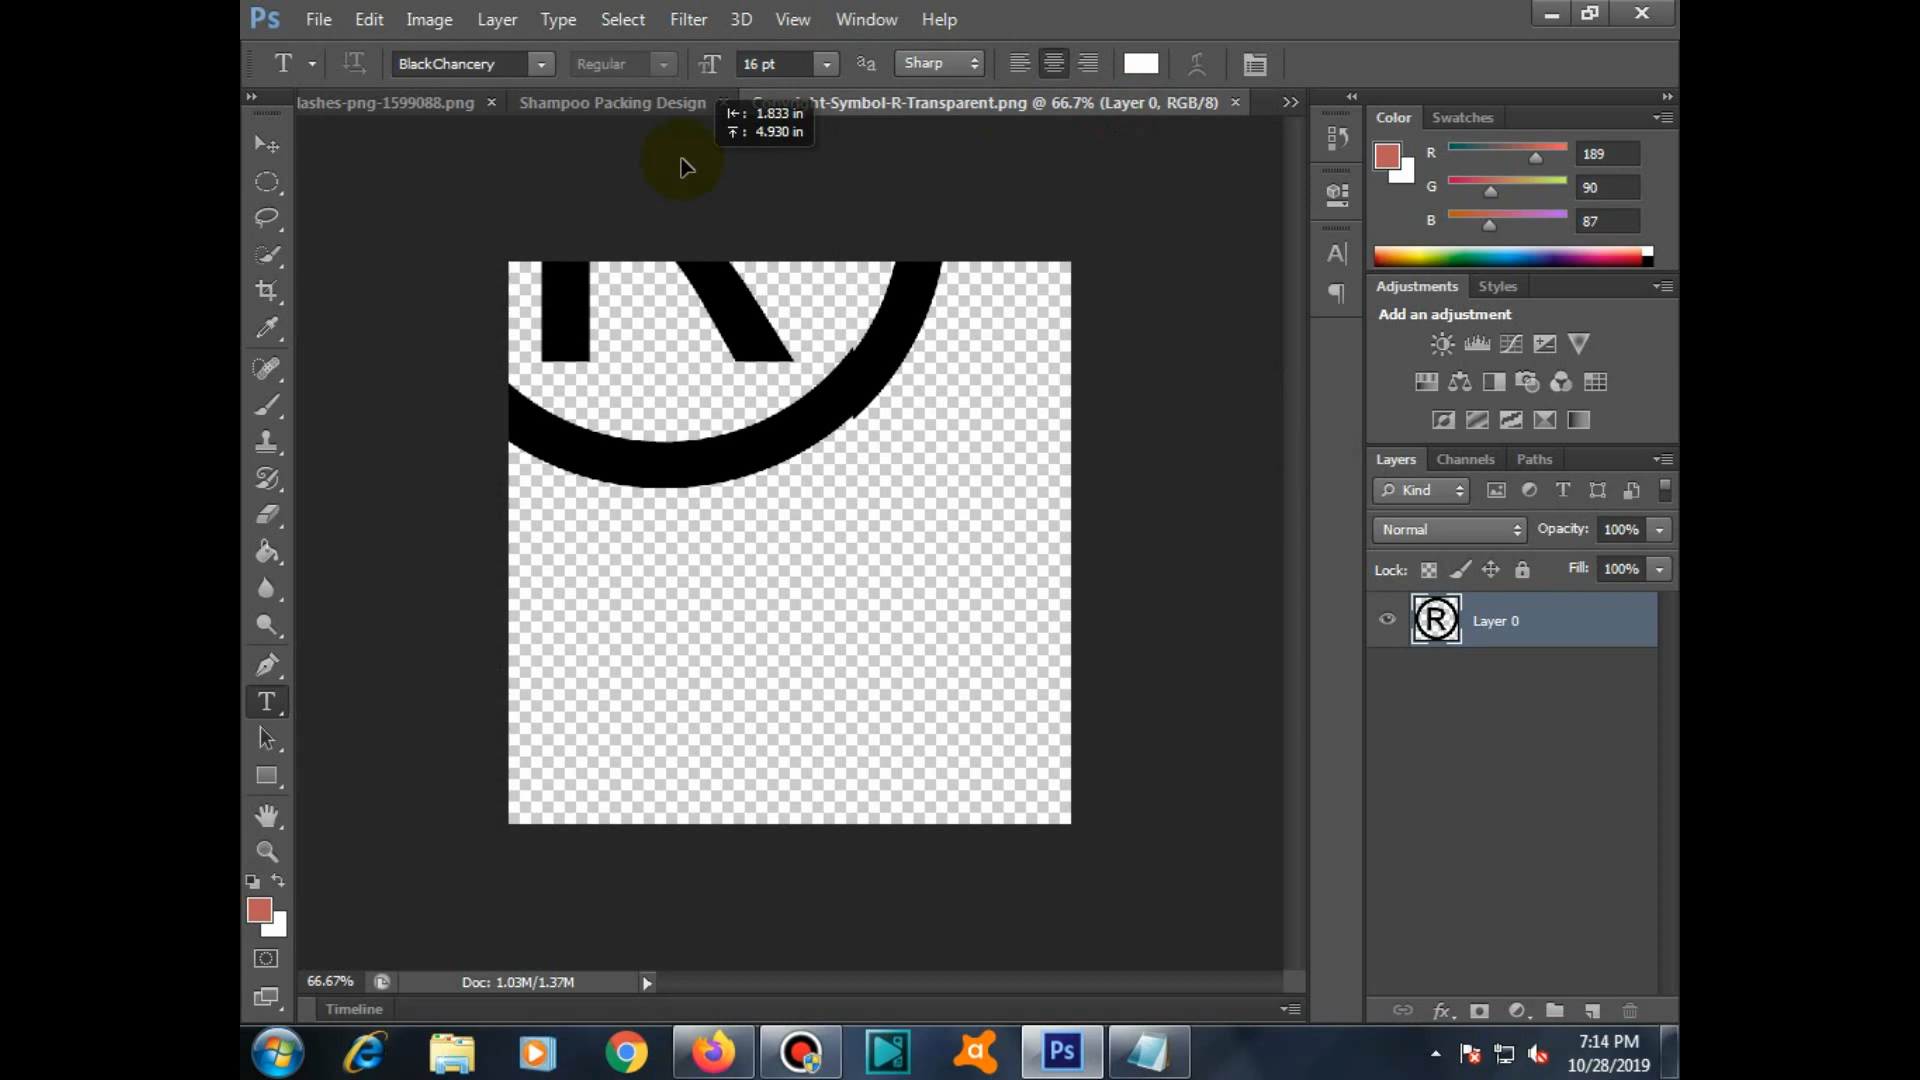 Ps File Edit Image Layer Type Select Filter 3D View Window Help
T BlackChancery Regular 16 pt aa Sharp
lashes-png-1599088.png × Shampoo Packing Design ght-Symbol-R-Transparent.png @ 66.7% (Layer 0, RGB/8) ×
: 1.833 in
: 4.930 in
R
Color Swatches
R 189
G 90
B 87
Adjustments Styles
Add an adjustment
Layers Channels Paths
Kind
Normal Opacity: 100%
Lock: Fill: 100%
R Layer 0
66.67% Doc: 1.03M/1.37M
Timeline
Ps
7:14 PM
10/28/2019